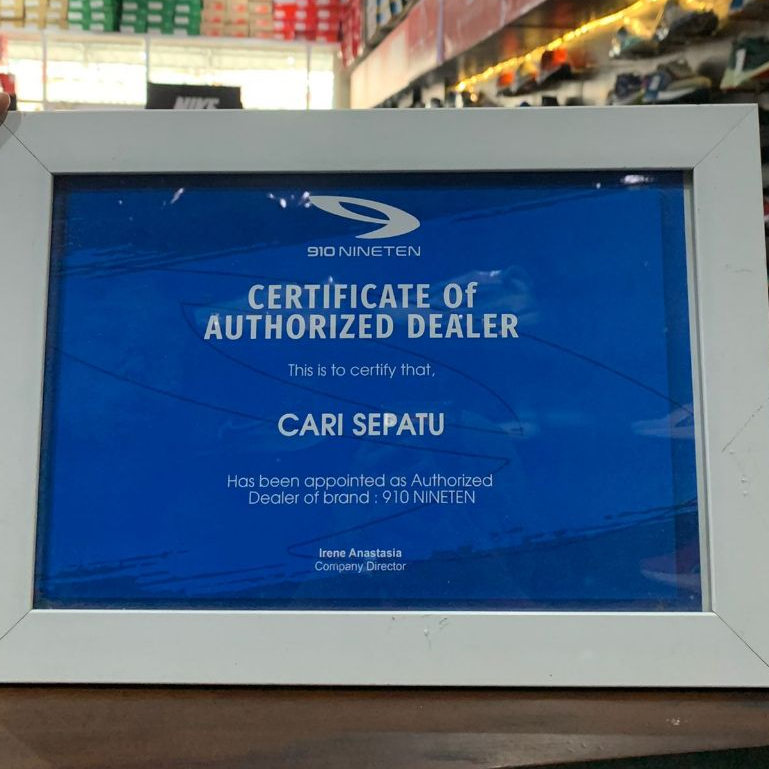 NIKE
910 NINETEN
CERTIFICATE Of
AUTHORIZED DEALER
This is to certify that,
CARI SEPATU
Has been appointed as Authorized
Dealer of brand : 910 NINETEN
Irene Anastasia
Company Director